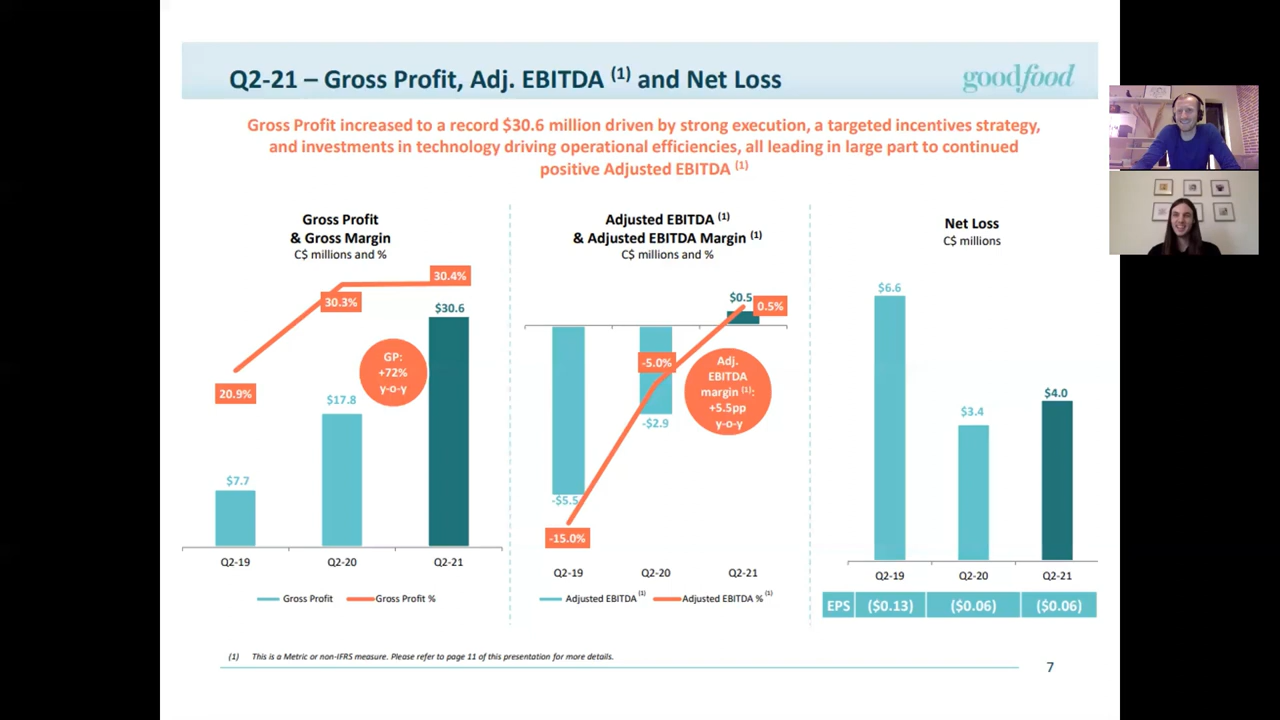 Q2-21 – Gross Profit, Adj. EBITDA (1) and Net Loss
goodfood
Gross Profit increased to a record $30.6 million driven by strong execution, a targeted incentives strategy,
and investments in technology driving operational efficiencies, all leading in large part to continued
positive Adjusted EBITDA (1)
Gross Profit
& Gross Margin
C$ millions and %
30.4%
30.3%
$30.6
GP:
+72%
y-o-y
20.9%
$17.8
$7.7
Q2-19 Q2-20 Q2-21
Gross Profit Gross Profit %
Adjusted EBITDA (1)
& Adjusted EBITDA Margin (1)
C$ millions and %
$0.5
0.5%
-5.0%
Adj.
EBITDA
margin (1):
+5.5pp
y-o-y
-$2.9
-$5.5
-15.0%
Q2-19 Q2-20 Q2-21
Adjusted EBITDA (1) Adjusted EBITDA % (1)
Net Loss
C$ millions
$6.6
$4.0
$3.4
Q2-19 Q2-20 Q2-21
EPS ($0.13) ($0.06) ($0.06)
(1) This is a Metric or non-IFRS measure. Please refer to page 11 of this presentation for more details.
7